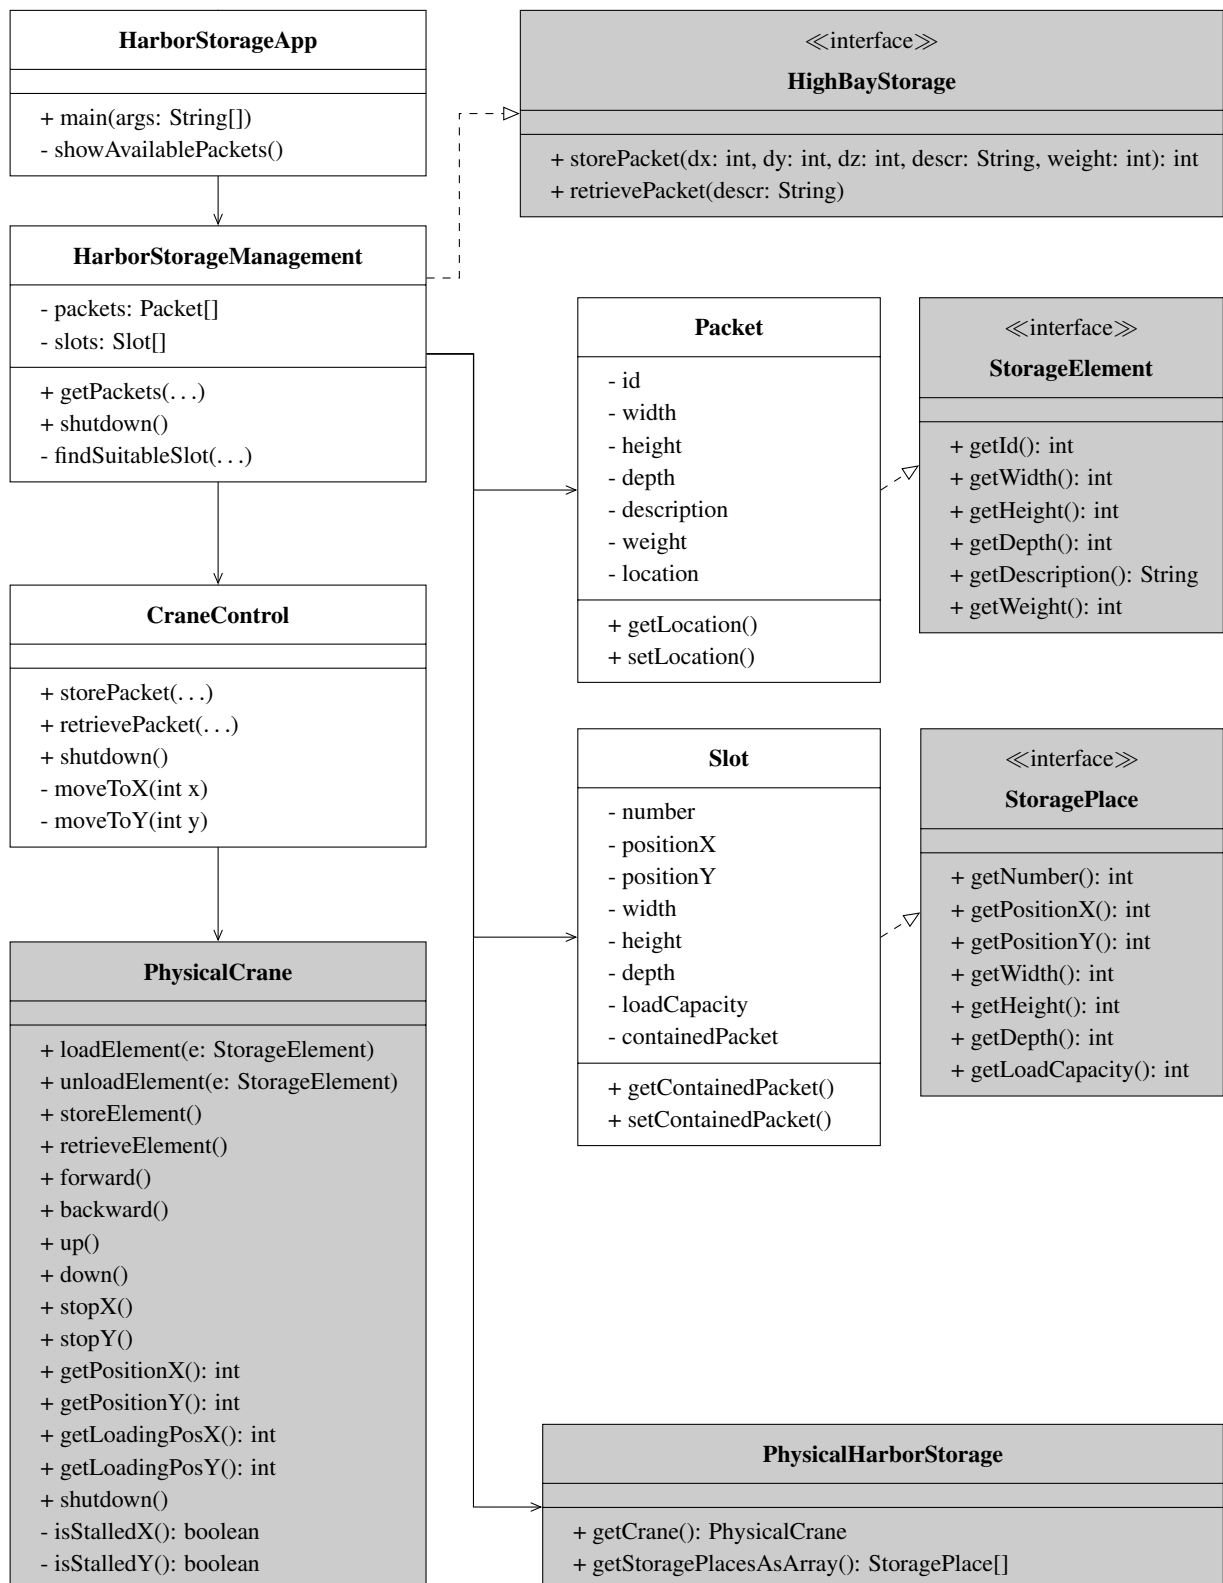 HarborStorageApp
+ main(args: String[])
- showAvailablePackets()
≪interface≫
HighBayStorage
+ storePacket(dx: int, dy: int, dz: int, descr: String, weight: int): int
+ retrievePacket(descr: String)
HarborStorageManagement
- packets: Packet[]
- slots: Slot[]
+ getPackets(. . .)
+ shutdown()
- findSuitableSlot(. . .)
Packet
- id
- width
- height
- depth
- description
- weight
- location
+ getLocation()
+ setLocation()
≪interface≫
StorageElement
+ getId(): int
+ getWidth(): int
+ getHeight(): int
+ getDepth(): int
+ getDescription(): String
+ getWeight(): int
CraneControl
+ storePacket(. . .)
+ retrievePacket(. . .)
+ shutdown()
- moveToX(int x)
- moveToY(int y)
Slot
- number
- positionX
- positionY
- width
- height
- depth
- loadCapacity
- containedPacket
+ getContainedPacket()
+ setContainedPacket()
≪interface≫
StoragePlace
+ getNumber(): int
+ getPositionX(): int
+ getPositionY(): int
+ getWidth(): int
+ getHeight(): int
+ getDepth(): int
+ getLoadCapacity(): int
PhysicalCrane
+ loadElement(e: StorageElement)
+ unloadElement(e: StorageElement)
+ storeElement()
+ retrieveElement()
+ forward()
+ backward()
+ up()
+ down()
+ stopX()
+ stopY()
+ getPositionX(): int
+ getPositionY(): int
+ getLoadingPosX(): int
+ getLoadingPosY(): int
+ shutdown()
- isStalledX(): boolean
- isStalledY(): boolean
PhysicalHarborStorage
+ getCrane(): PhysicalCrane
+ getStoragePlacesAsArray(): StoragePlace[]